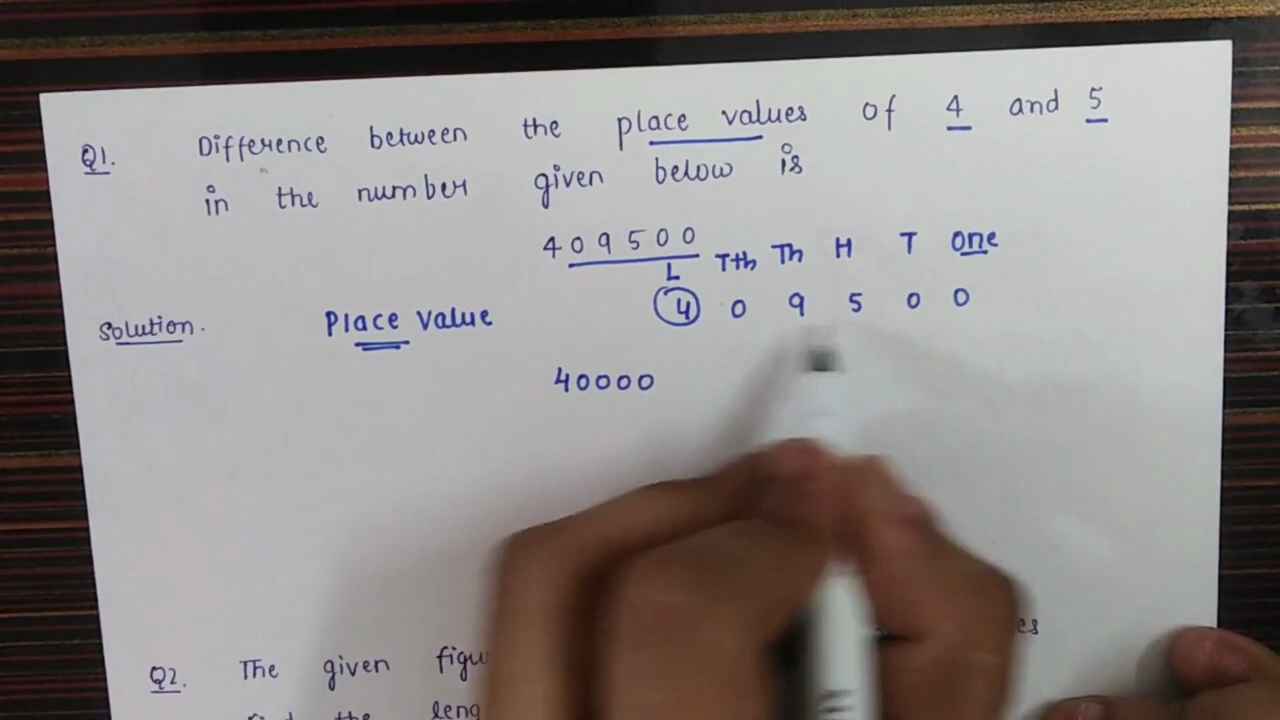 Q1. Difference between the place values of 4 and 5
in the number given below is
409500
L Tth Th H T One
Solution. Place Value 4 0 9 5 0 0
40000
Q2. The given
the